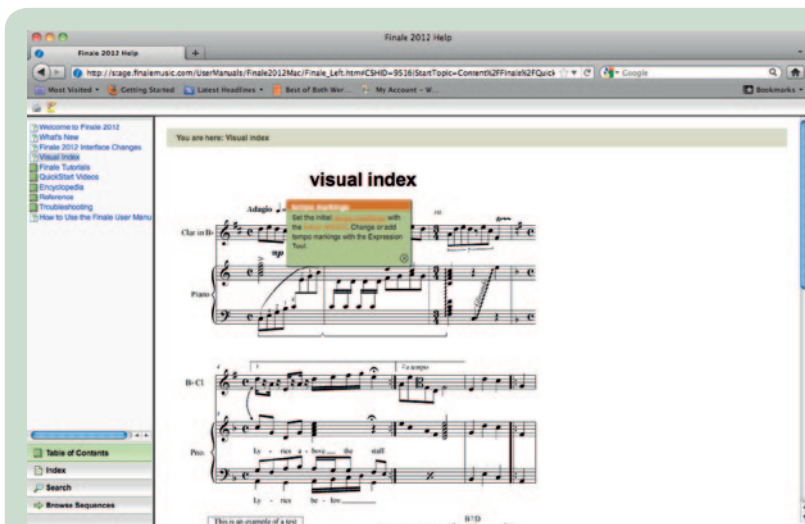 Finale 2012 Help
Finale 2012 Help
+
http://stage.finalemusic.com/UserManuals/Finale2012Mac/Finale_Left.htm#CSHID=9516|StartTopic=Content%2FFinale%2FQuick
Google
Most Visited
Getting Started
Latest Headlines
Best of Both Wor...
My Account – W...
Bookmarks
Welcome to Finale 2012
What's New
Finale 2012 Interface Changes
Visual Index
Finale Tutorials
QuickStart Videos
Encyclopedia
Reference
Troubleshooting
How to Use the Finale User Manu
You are here: Visual Index
visual index
Adagio
tempo markings
Set the initial tempo markings with
the Setup Wizard. Change or add
tempo markings with the Expression
Tool.
Clar in B♭
mp
Piano
B♭ Cl.
a tempo
Pno.
Ly - rics a - bove the staff.
Ly - rics be - low
Table of Contents
Index
Search
Browse Sequences
This is an example of a text
B7/D